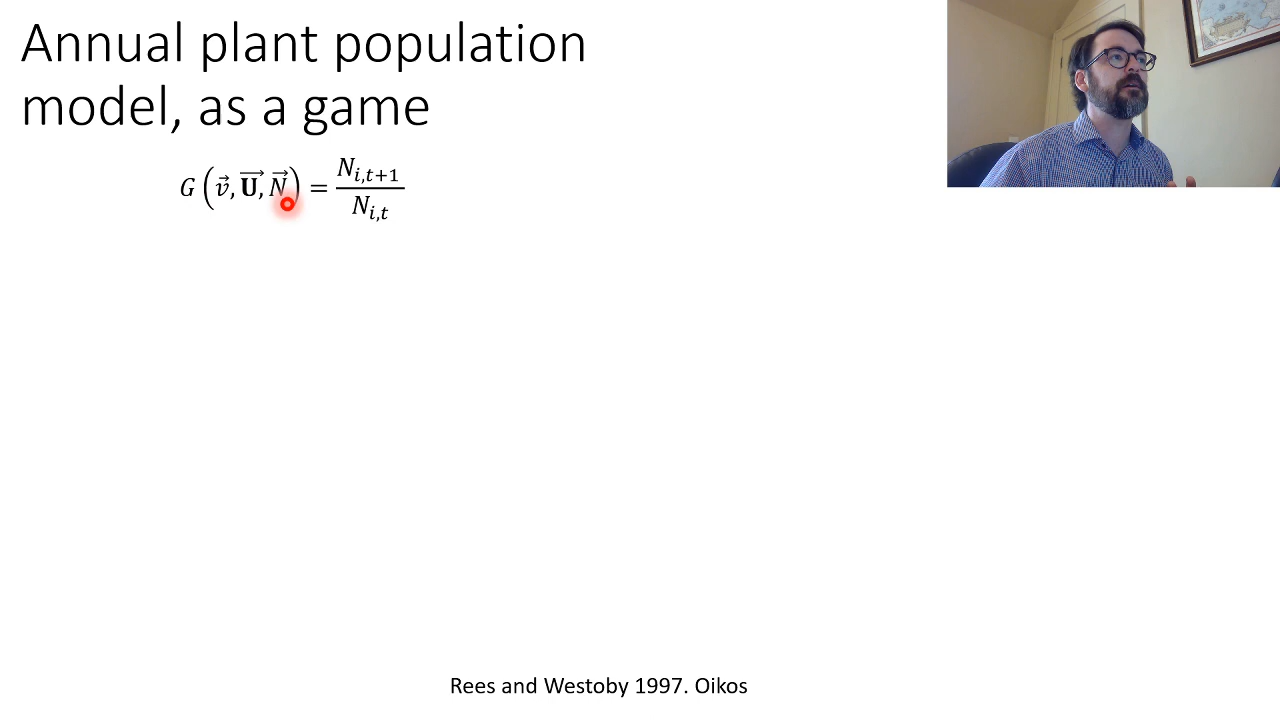 Annual plant population
model, as a game
G(v⃗, U⃗, N⃗) = N_{i,t+1} / N_{i,t}
Rees and Westoby 1997. Oikos